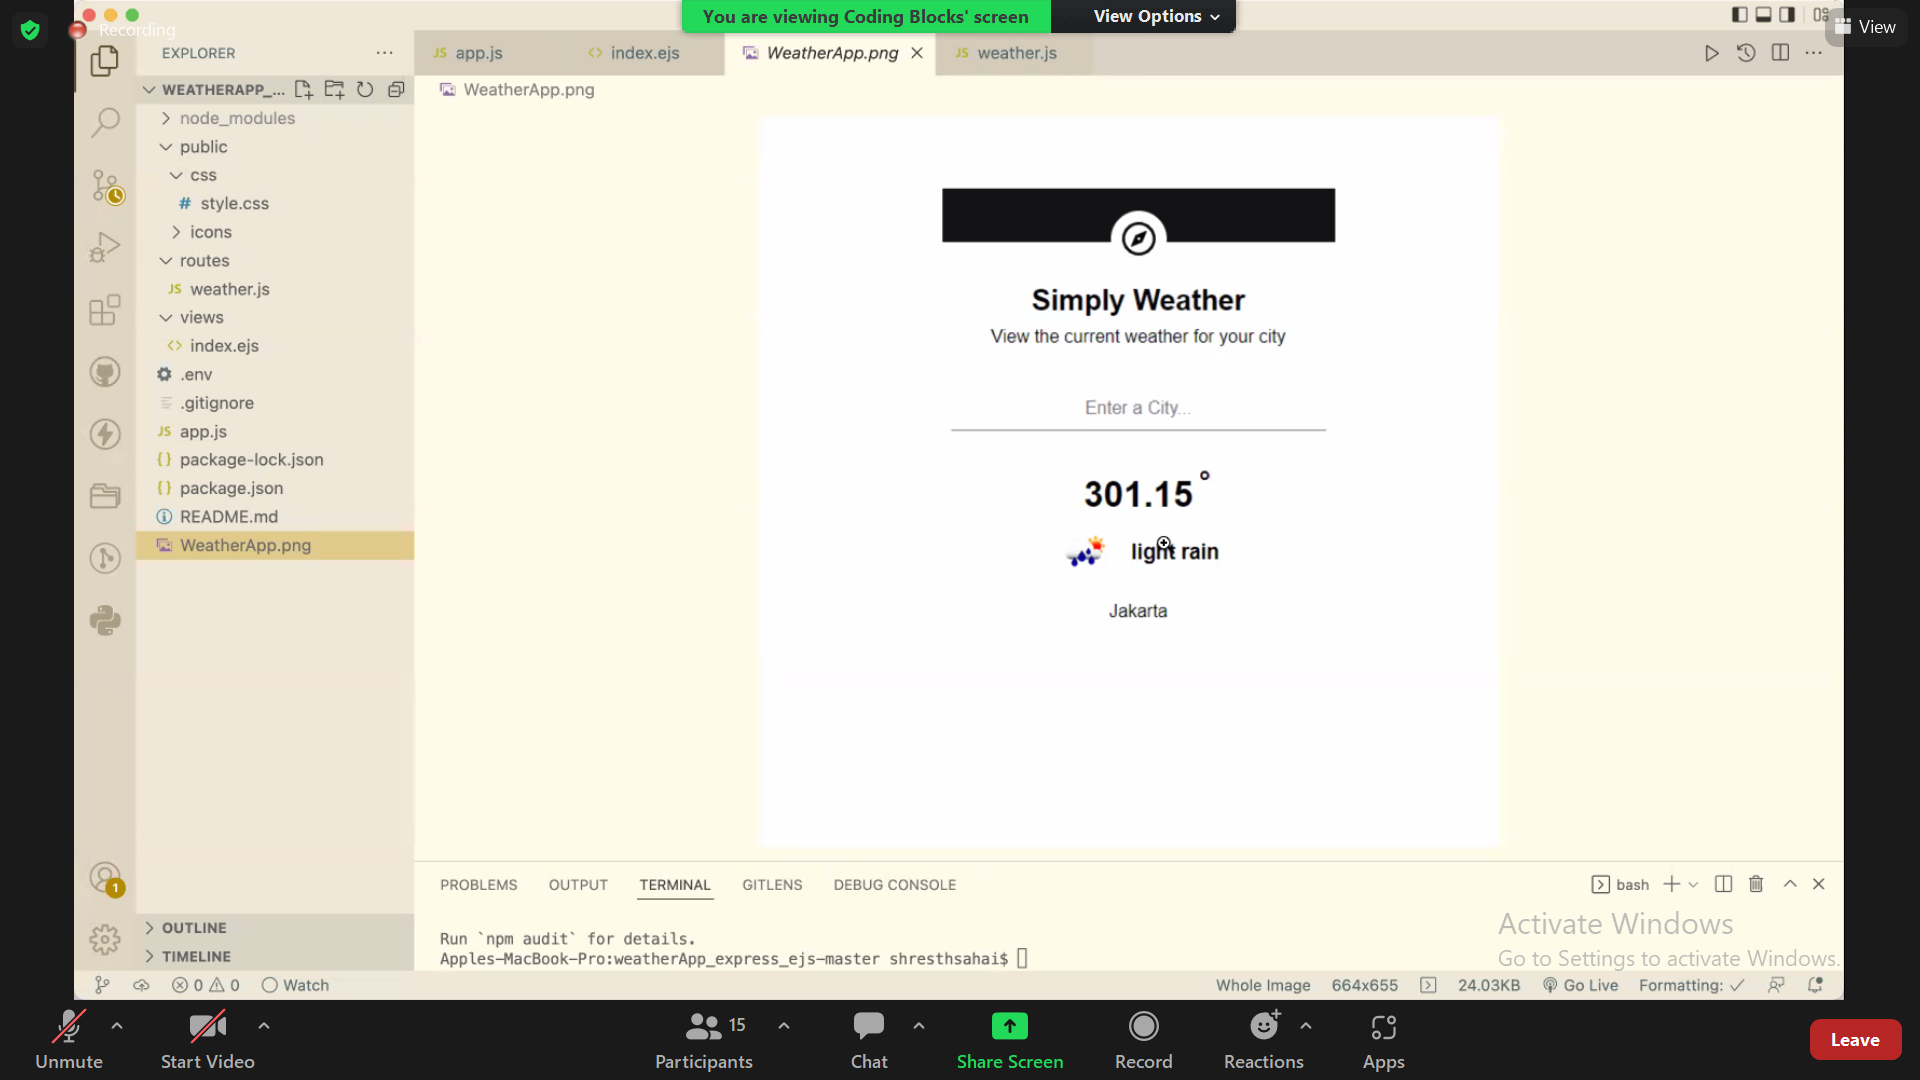 Recording
You are viewing Coding Blocks' screen
View Options
View
EXPLORER
app.js
index.ejs
WeatherApp.png
weather.js
WEATHERAPP_...
WeatherApp.png
node_modules
public
css
style.css
icons
routes
weather.js
views
index.ejs
.env
.gitignore
app.js
package-lock.json
package.json
README.md
WeatherApp.png
OUTLINE
TIMELINE
Simply Weather
View the current weather for your city
Enter a City...
301.15°
light rain
Jakarta
PROBLEMS
OUTPUT
TERMINAL
GITLENS
DEBUG CONSOLE
bash
Run `npm audit` for details.
Apples-MacBook-Pro:weatherApp_express_ejs-master shresthsahai$
Activate Windows
Go to Settings to activate Windows.
0
0
Watch
Whole Image
664x655
24.03KB
Go Live
Formatting:
1
Unmute
Start Video
15
Participants
Chat
Share Screen
Record
Reactions
Apps
Leave